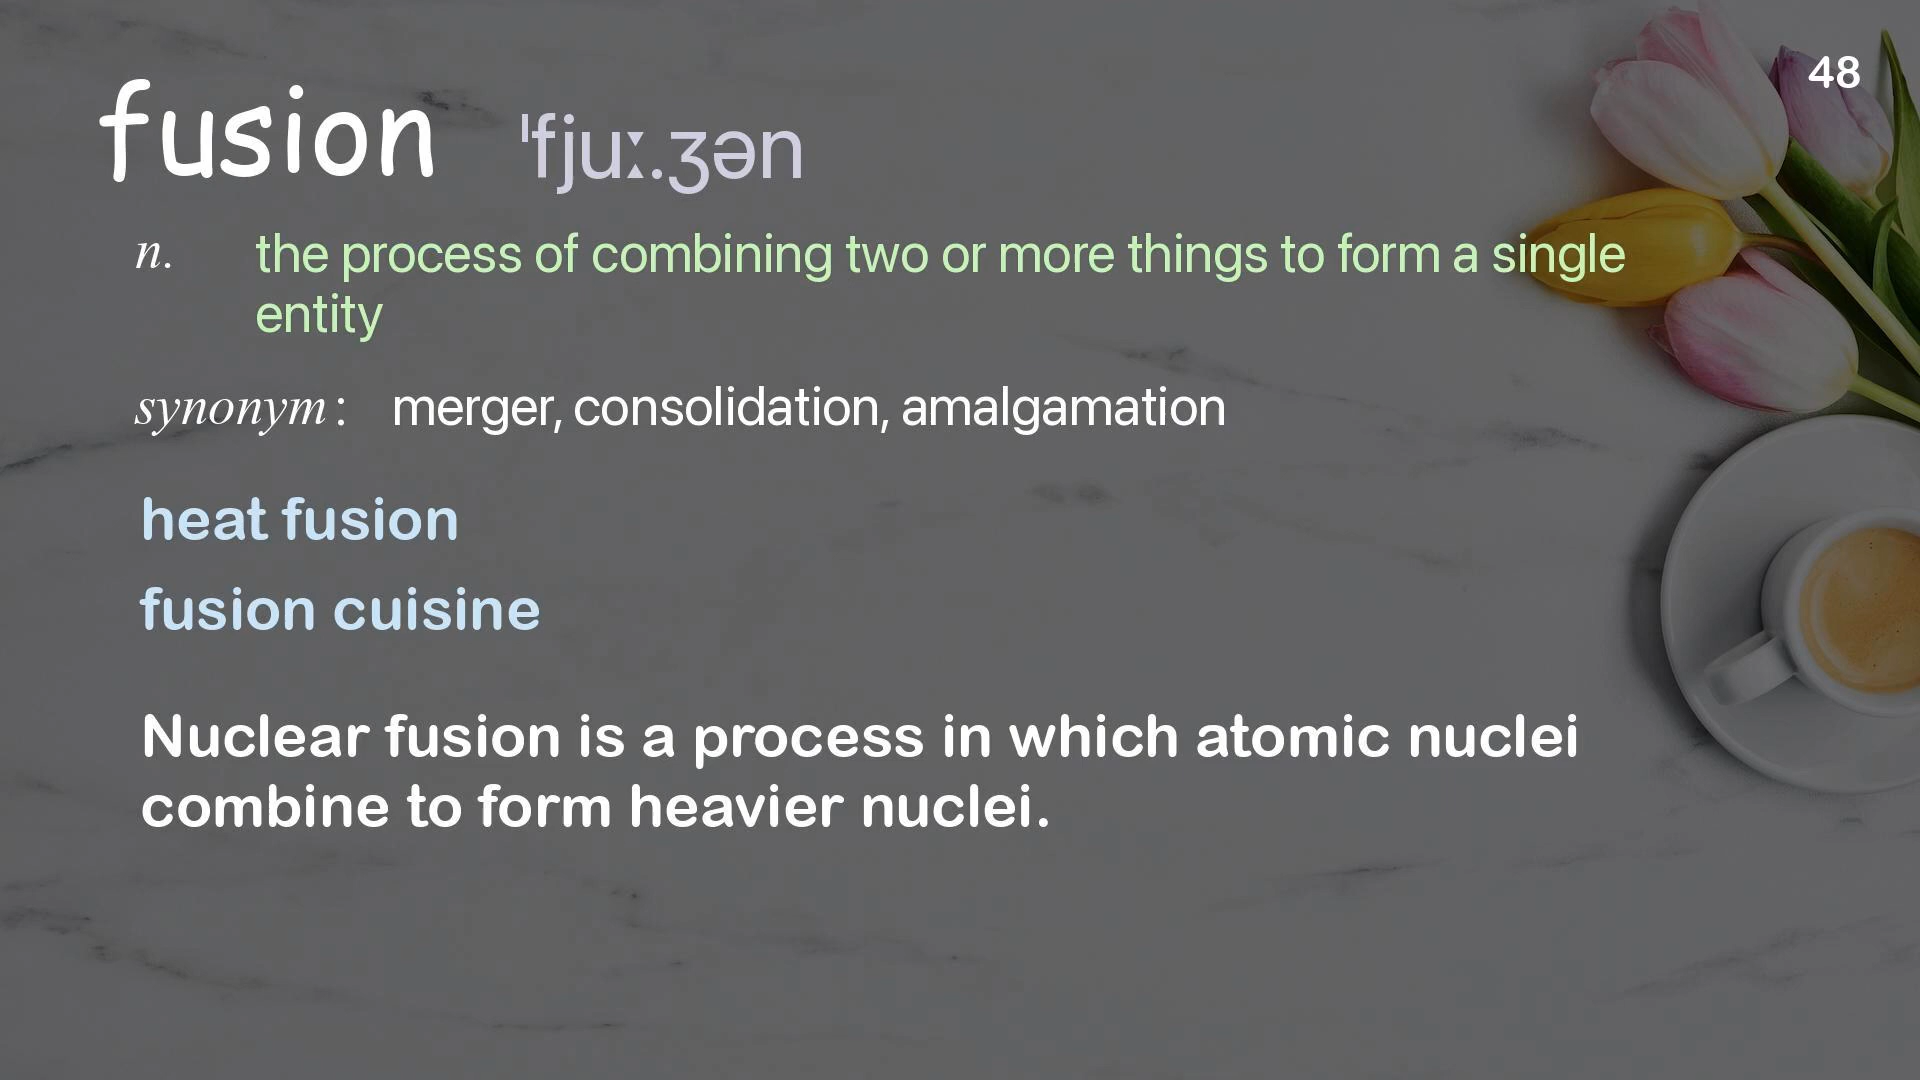 48
fusion ˈfjuː.ʒən
n. the process of combining two or more things to form a single
entity
synonym: merger, consolidation, amalgamation
heat fusion
fusion cuisine
Nuclear fusion is a process in which atomic nuclei
combine to form heavier nuclei.